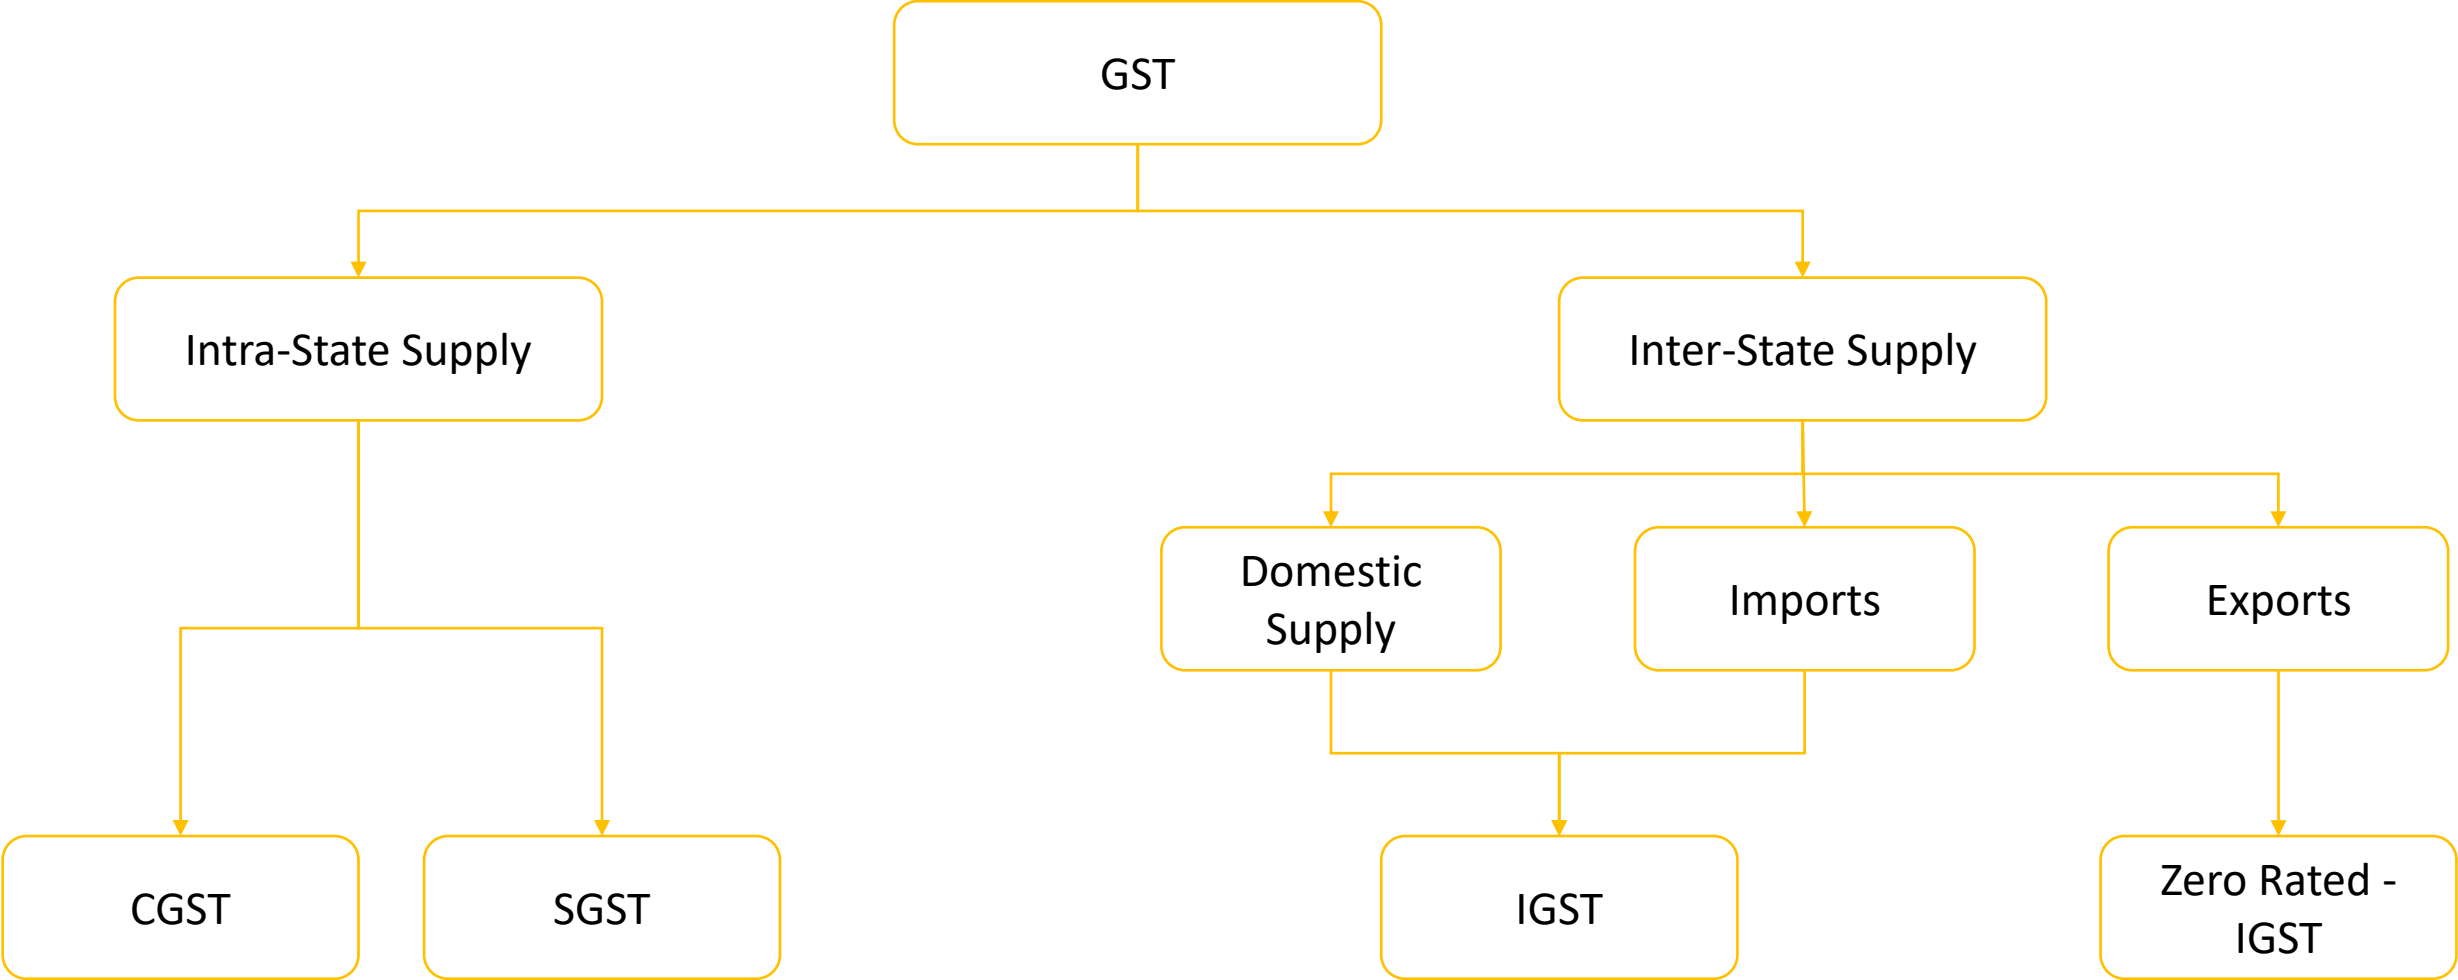 GST
Intra-State Supply
Inter-State Supply
Domestic
Supply
Imports
Exports
CGST
SGST
IGST
Zero Rated -
IGST